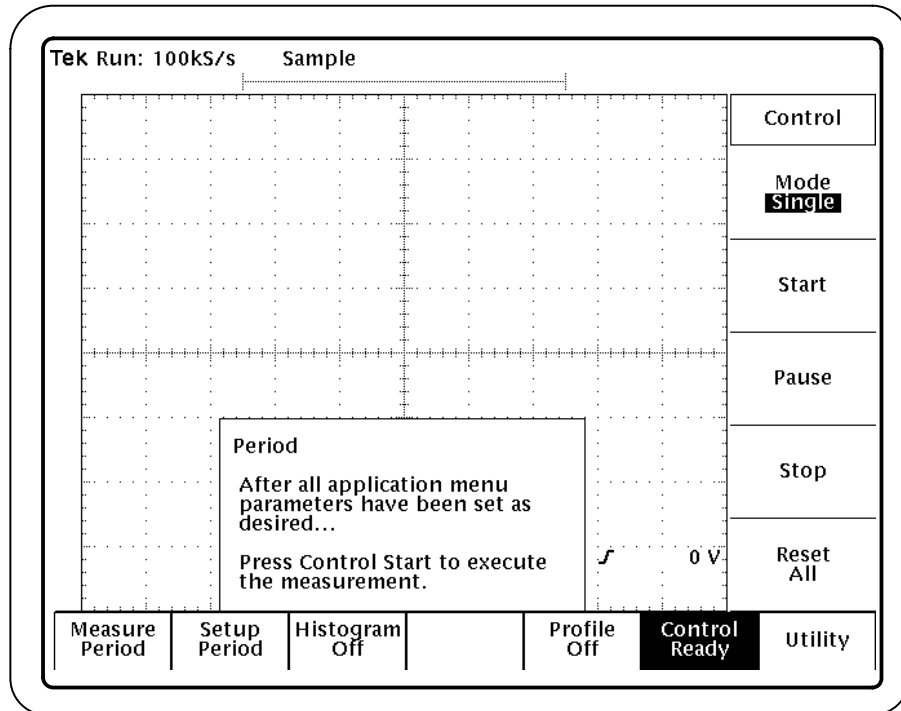 Tek Run: 100kS/s Sample
Control
Mode
Single
Start
Pause
Stop
Reset
All
Period
After all application menu
parameters have been set as
desired...
Press Control Start to execute
the measurement.
0 V
Measure
Period
Setup
Period
Histogram
Off
Profile
Off
Control
Ready
Utility